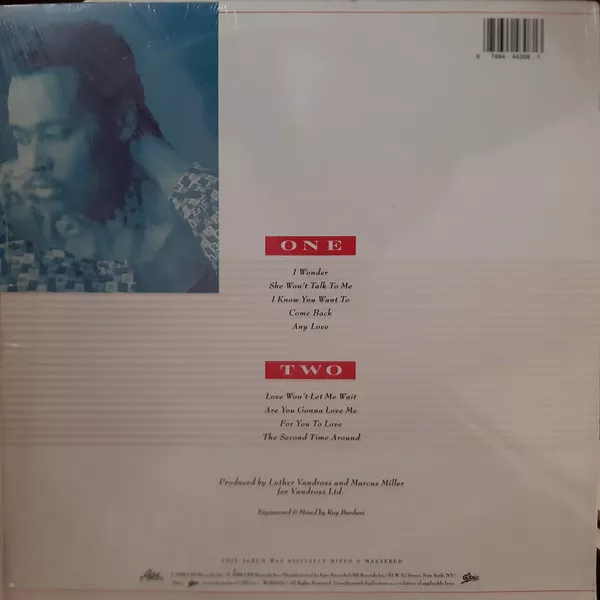 ONE
I Wonder
She Won't Talk To Me
I Know You Want To
Come Back
Any Love
TWO
Love Won't Let Me Wait
Are You Gonna Love Me
For You To Love
The Second Time Around
Produced by Luther Vandross and Marcus Miller
for Vandross Ltd.
Engineered & Mixed by Ray Bardani
THIS ALBUM WAS DIGITALLY MIXED & MASTERED
Epic